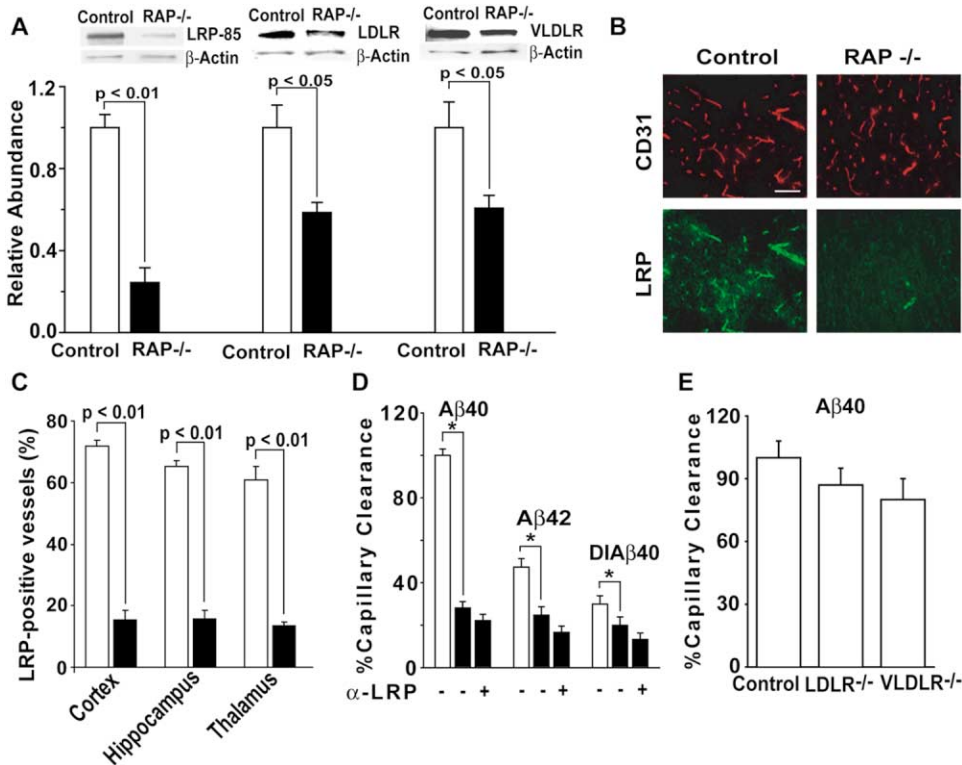 A
Control RAP-/-
LRP-85
β-Actin
Control RAP-/-
LDLR
β-Actin
Control RAP-/-
VLDLR
β-Actin
Relative Abundance
1.2
0.8
0.4
0.0
p < 0.01
p < 0.05
p < 0.05
Control RAP-/-
Control RAP-/-
Control RAP-/-
B
Control
RAP -/-
CD31
LRP
C
LRP-positive vessels (%)
80
60
40
20
0
p < 0.01
p < 0.01
p < 0.01
Cortex
Hippocampus
Thalamus
D
%Capillary Clearance
120
80
40
0
Aβ40
*
Aβ42
*
DIAβ40
*
α-LRP - - + - - + - - +
E
Aβ40
%Capillary Clearance
120
90
60
30
0
Control LDLR-/- VLDLR-/-